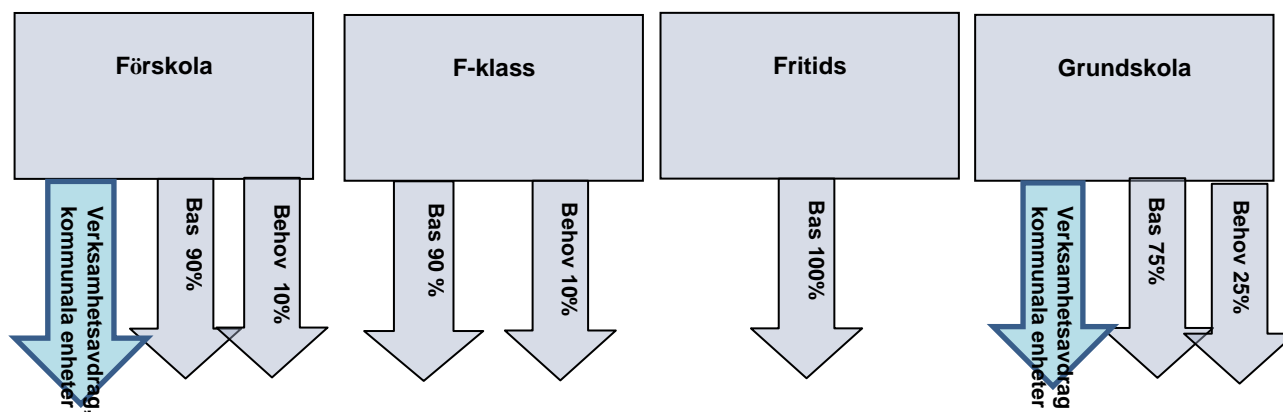 Förskola
F-klass
Fritids
Grundskola
Verksamhetsavdrag,
kommunala enheter
Bas 90%
Behov 10%
Bas 90 %
Behov 10%
Bas 100%
Verksamhetsavdrag,
kommunala enheter
Bas 75%
Behov 25%